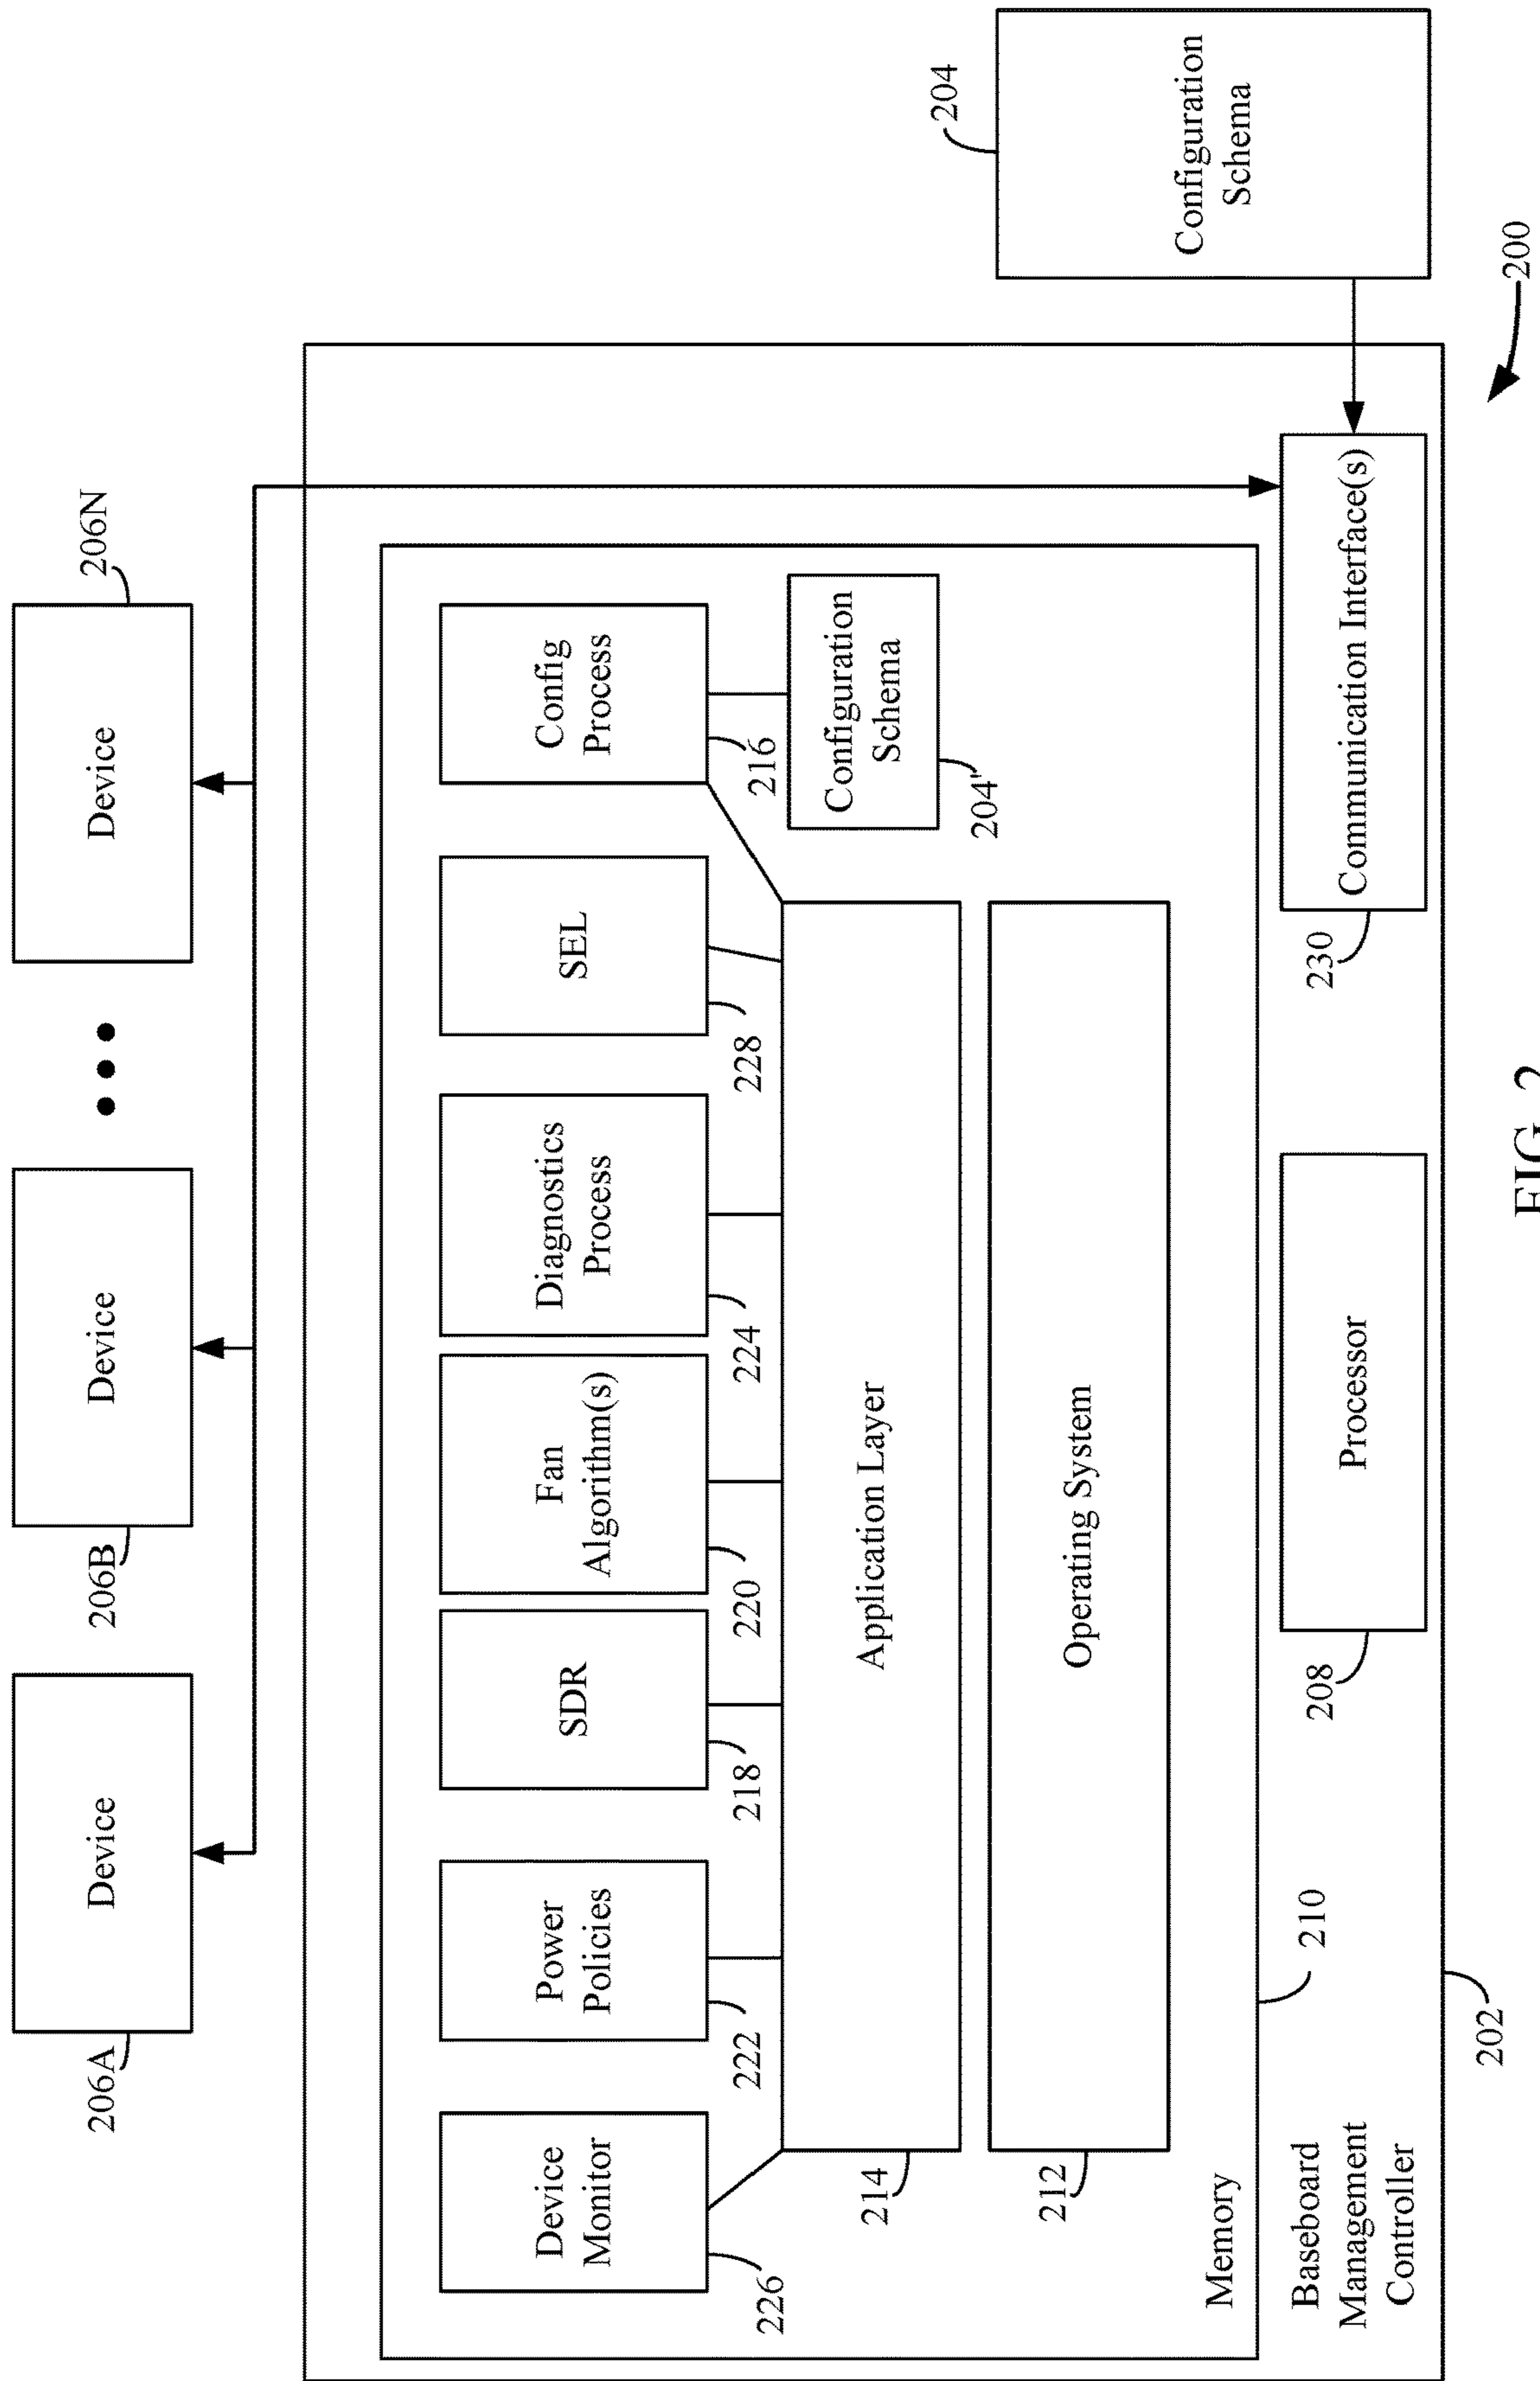 206A
Device
206B
Device
206N
Device
Device
Monitor
226
Power
Policies
222
SDR
218
Fan
Algorithm(s)
220
Diagnostics
Process
224
SEL
228
Config
Process
216
Configuration
Schema
204'
Application Layer
214
Operating System
212
Memory
210
Baseboard
Management
Controller
202
Processor
208
Communication Interface(s)
230
Configuration
Schema
204
200
FIG. 2